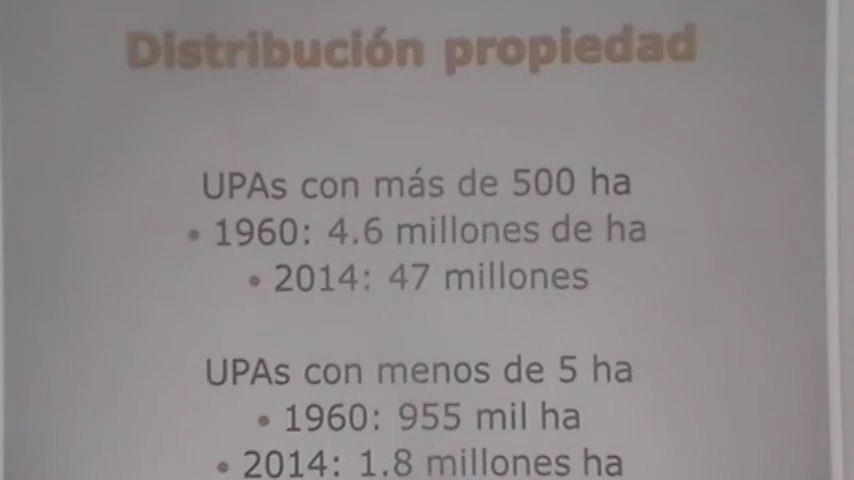 Distribución propiedad
UPAs con más de 500 ha
• 1960: 4.6 millones de ha
• 2014: 47 millones
UPAs con menos de 5 ha
• 1960: 955 mil ha
• 2014: 1.8 millones ha